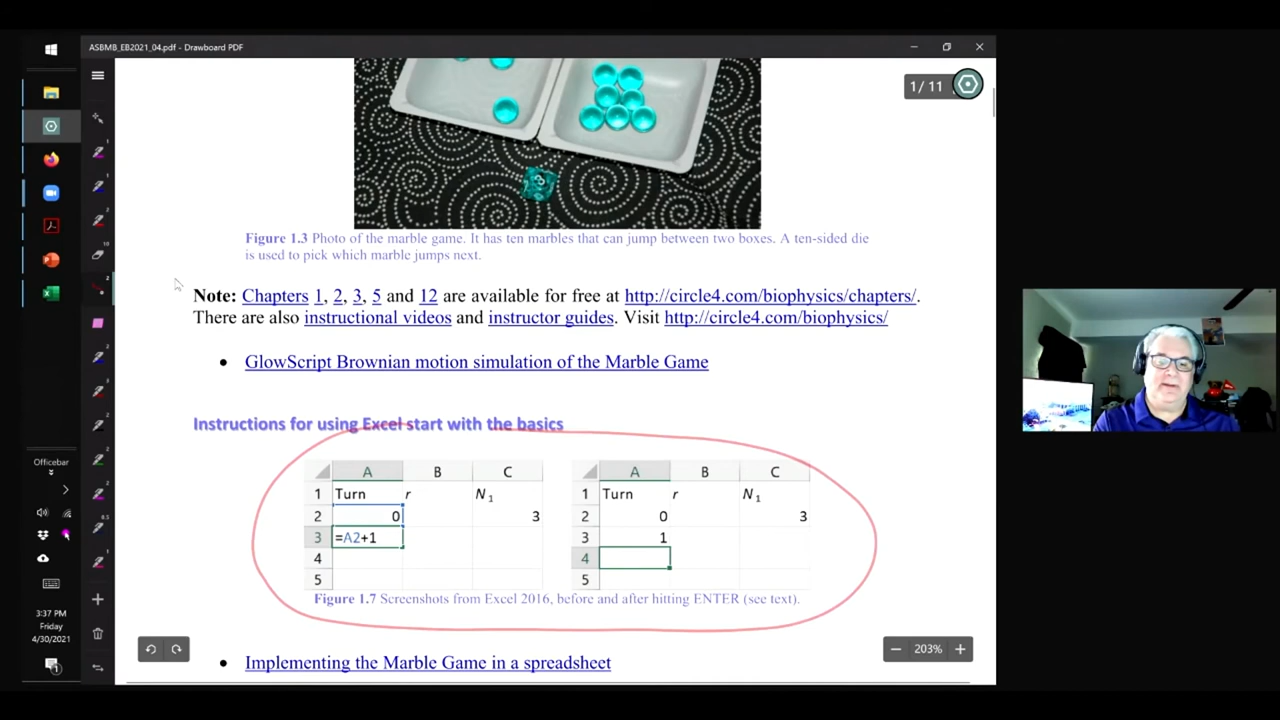 ASBMB_EB2021_04.pdf - Drawboard PDF
1/11
Figure 1.3 Photo of the marble game. It has ten marbles that can jump between two boxes. A ten-sided die
is used to pick which marble jumps next.
Note: Chapters 1, 2, 3, 5 and 12 are available for free at http://circle4.com/biophysics/chapters/.
There are also instructional videos and instructor guides. Visit http://circle4.com/biophysics/
• GlowScript Brownian motion simulation of the Marble Game
Instructions for using Excel start with the basics
A B C
1 Turn r N1
2 0 3
3 =A2+1
4
5
A B C
1 Turn r N1
2 0 3
3 1
4
5
Figure 1.7 Screenshots from Excel 2016, before and after hitting ENTER (see text).
• Implementing the Marble Game in a spreadsheet
203%
Officebar
3:37 PM
Friday
4/30/2021